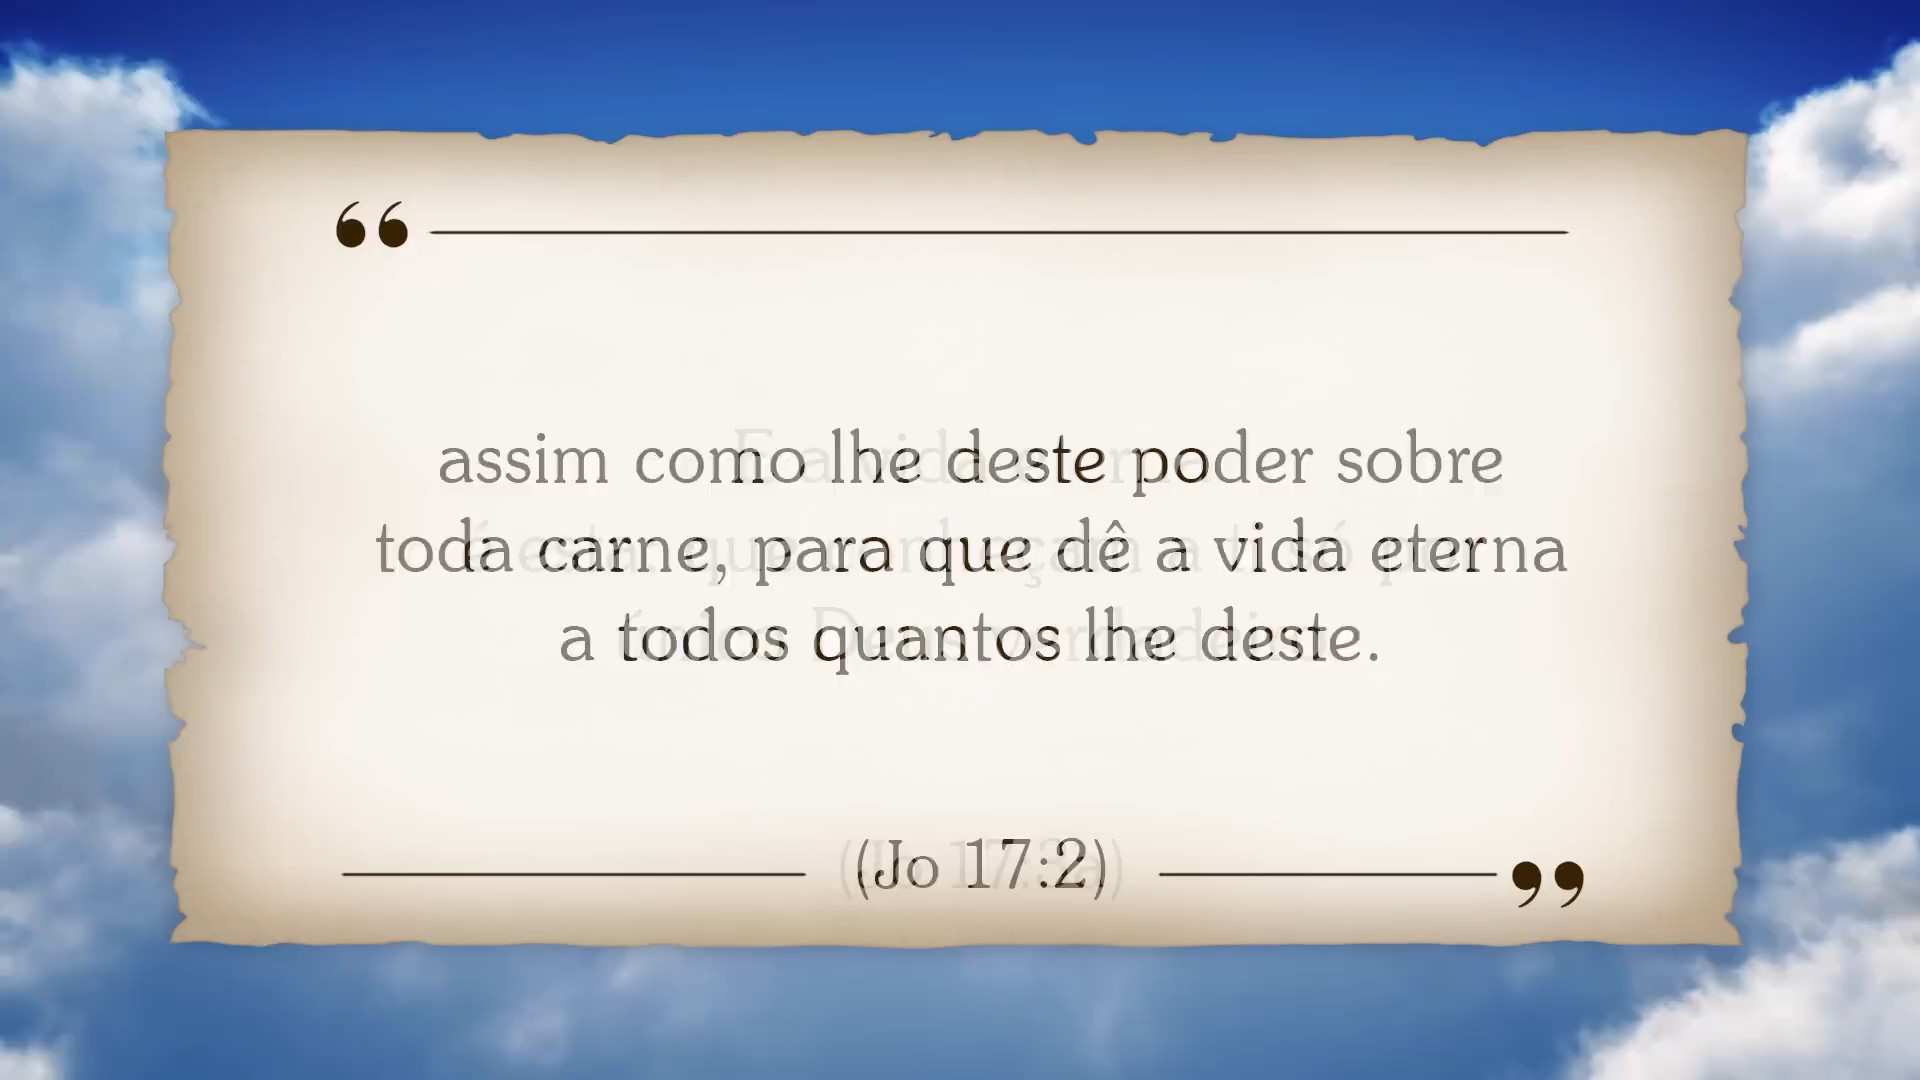 “
assim como lhe deste poder sobre
toda carne, para que dê a vida eterna
a todos quantos lhe deste.
(Jo 17:2)
”